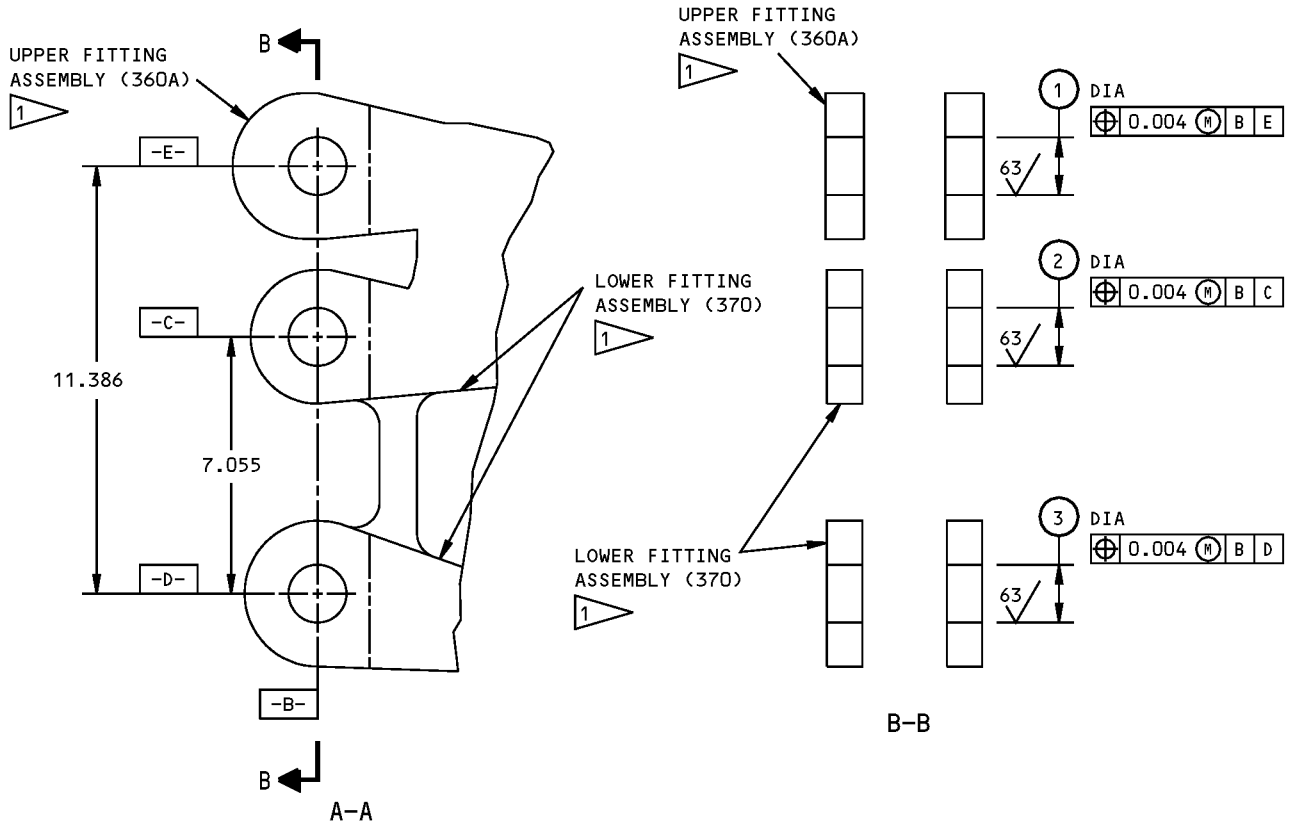 B
UPPER FITTING
ASSEMBLY (360A)
1
-E-
-C-
11.386
7.055
-D-
-B-
B
A-A
LOWER FITTING
ASSEMBLY (370)
1
UPPER FITTING
ASSEMBLY (360A)
1
LOWER FITTING
ASSEMBLY (370)
1
1 DIA
⌖ 0.004 Ⓜ B E
63
2 DIA
⌖ 0.004 Ⓜ B C
63
3 DIA
⌖ 0.004 Ⓜ B D
63
B-B